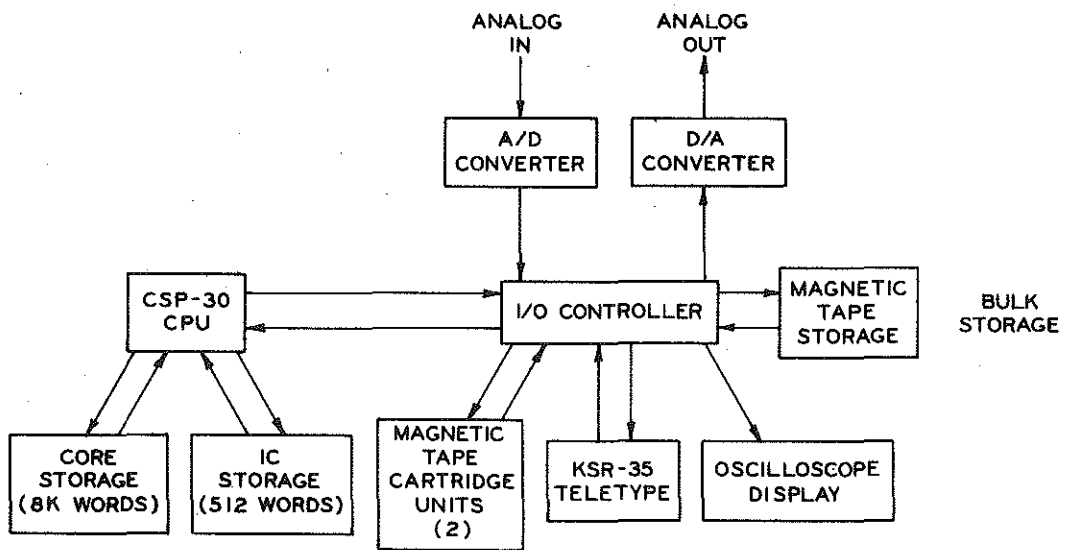 ANALOG
IN
ANALOG
OUT
A/D
CONVERTER
D/A
CONVERTER
CSP-30
CPU
I/O CONTROLLER
MAGNETIC
TAPE
STORAGE
BULK
STORAGE
CORE
STORAGE
(8K WORDS)
IC
STORAGE
(512 WORDS)
MAGNETIC
TAPE
CARTRIDGE
UNITS
(2)
KSR-35
TELETYPE
OSCILLOSCOPE
DISPLAY